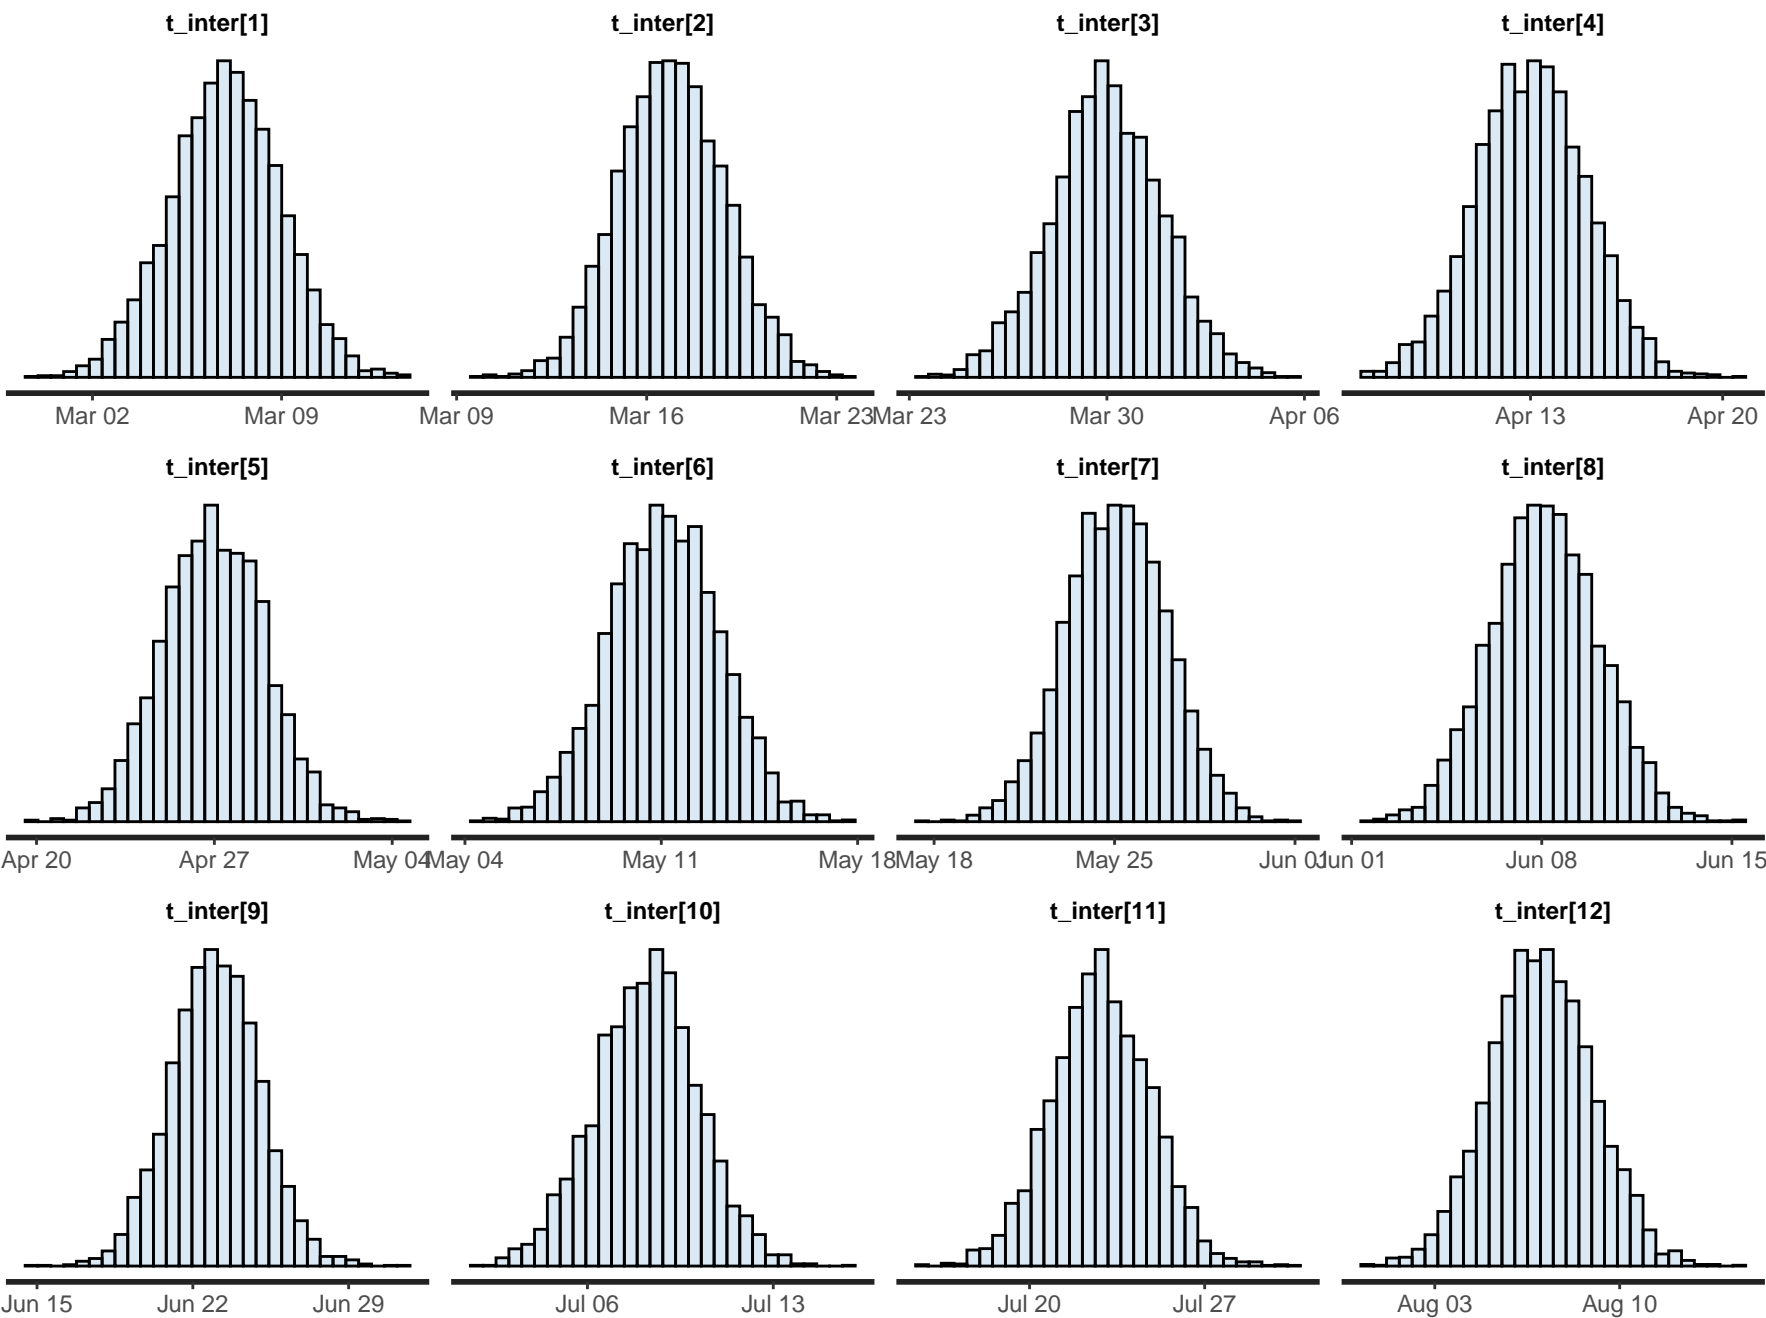 t_inter[1] t_inter[2] t_inter[3] t_inter[4]
Mar 02 Mar 09 Mar 09 Mar 16 Mar 23 Mar 23 Mar 30 Apr 06 Apr 13 Apr 20
t_inter[5] t_inter[6] t_inter[7] t_inter[8]
Apr 20 Apr 27 May 04 May 04 May 11 May 18 May 18 May 25 Jun 01 Jun 01 Jun 08 Jun 15
t_inter[9] t_inter[10] t_inter[11] t_inter[12]
Jun 15 Jun 22 Jun 29 Jul 06 Jul 13 Jul 20 Jul 27 Aug 03 Aug 10